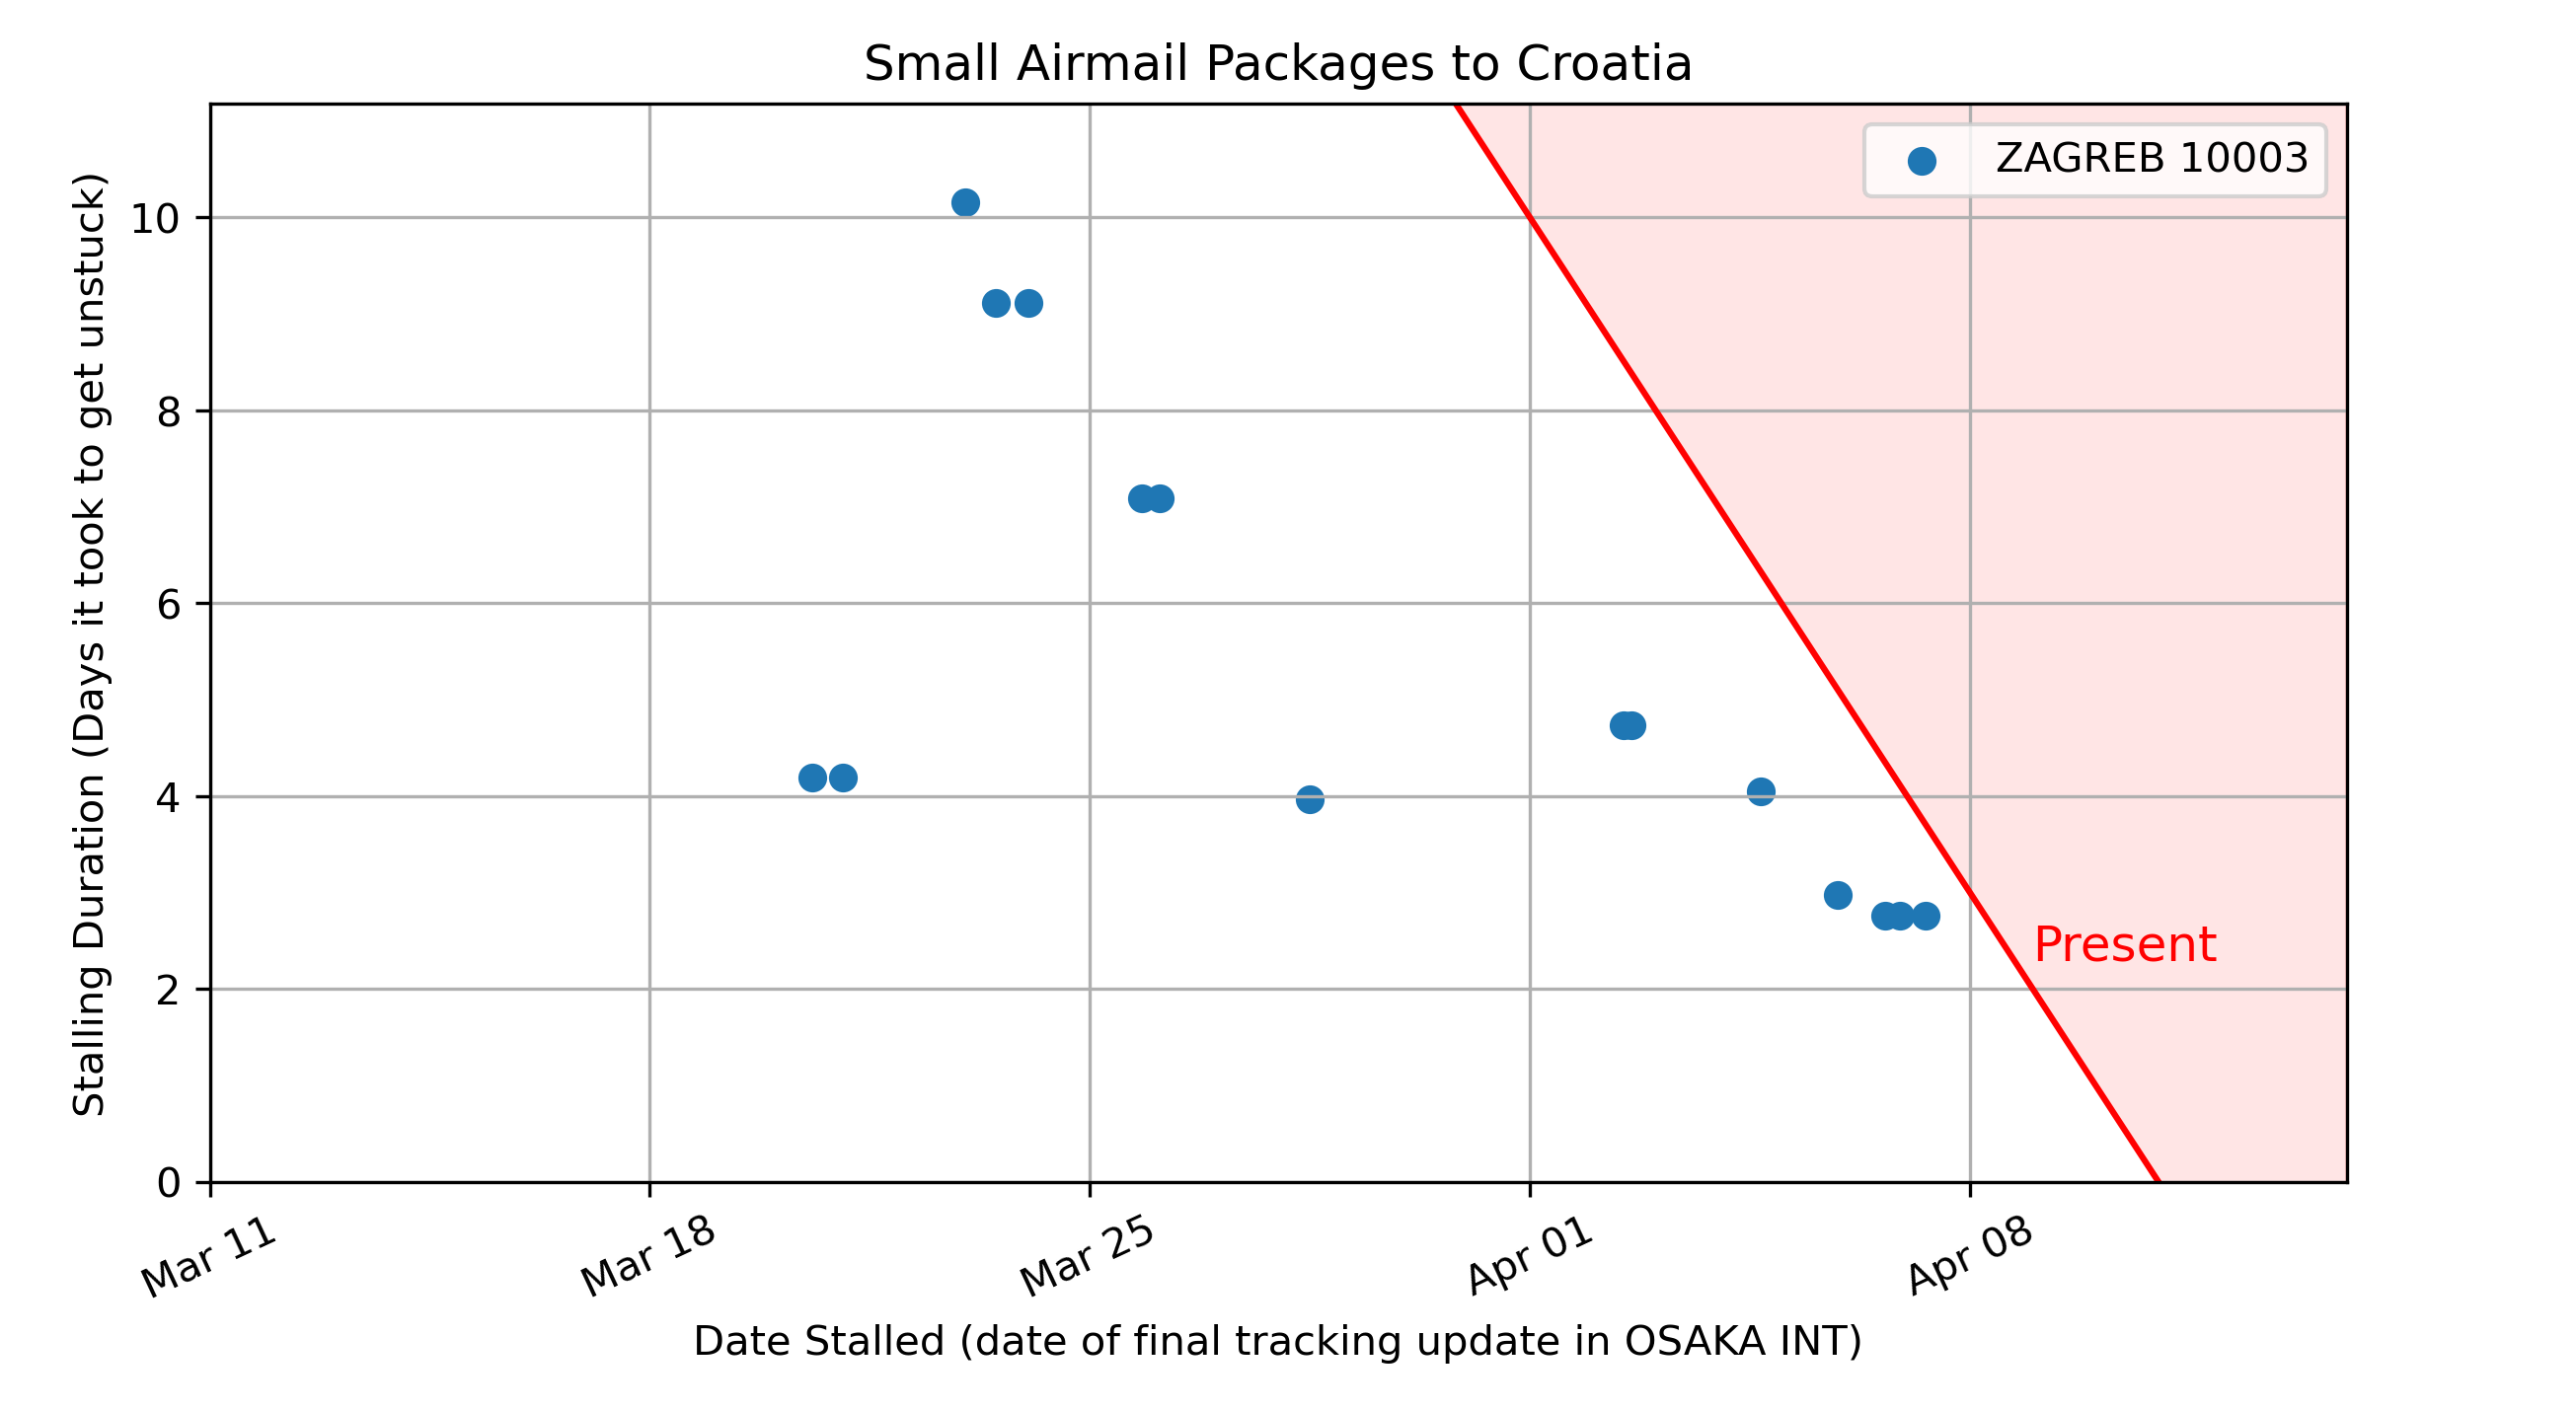 Small Airmail Packages to Croatia
ZAGREB 10003
Stalling Duration (Days it took to get unstuck)
10
8
6
4
2
0
Present
Mar 11
Mar 18
Mar 25
Apr 01
Apr 08
Date Stalled (date of final tracking update in OSAKA INT)